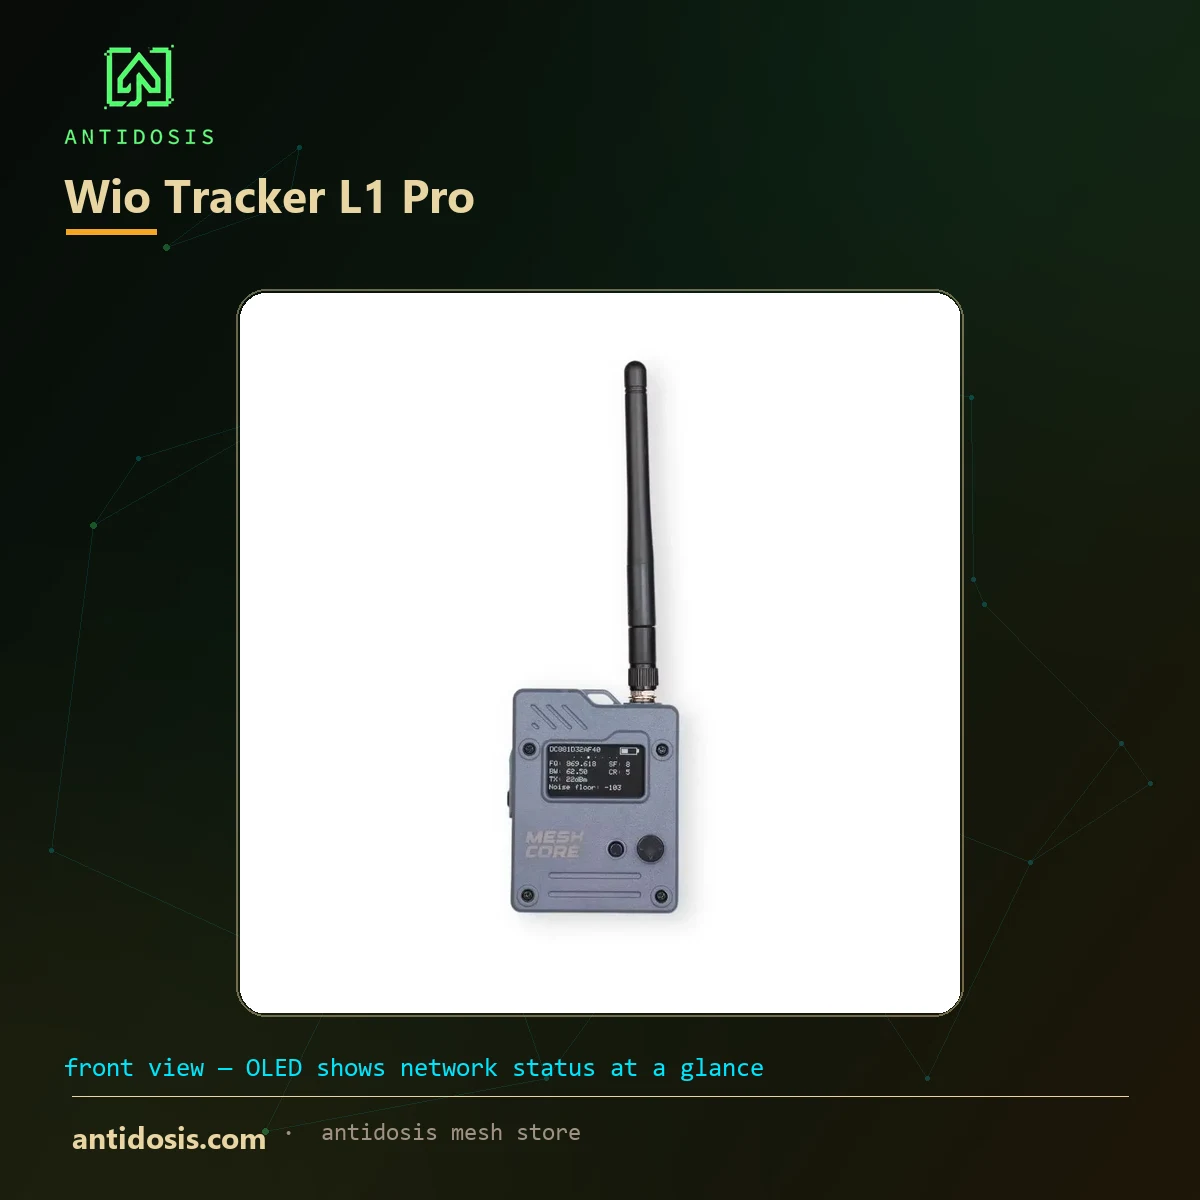 ANTIDOSIS
Wio Tracker L1 Pro
DC881D32AF40
FQ: 869.618 SF: 8
BW: 62.50 CR: 5
TX: 22dBm
Noise floor: -103
MESH
CORE
front view — OLED shows network status at a glance
antidosis.com · antidosis mesh store